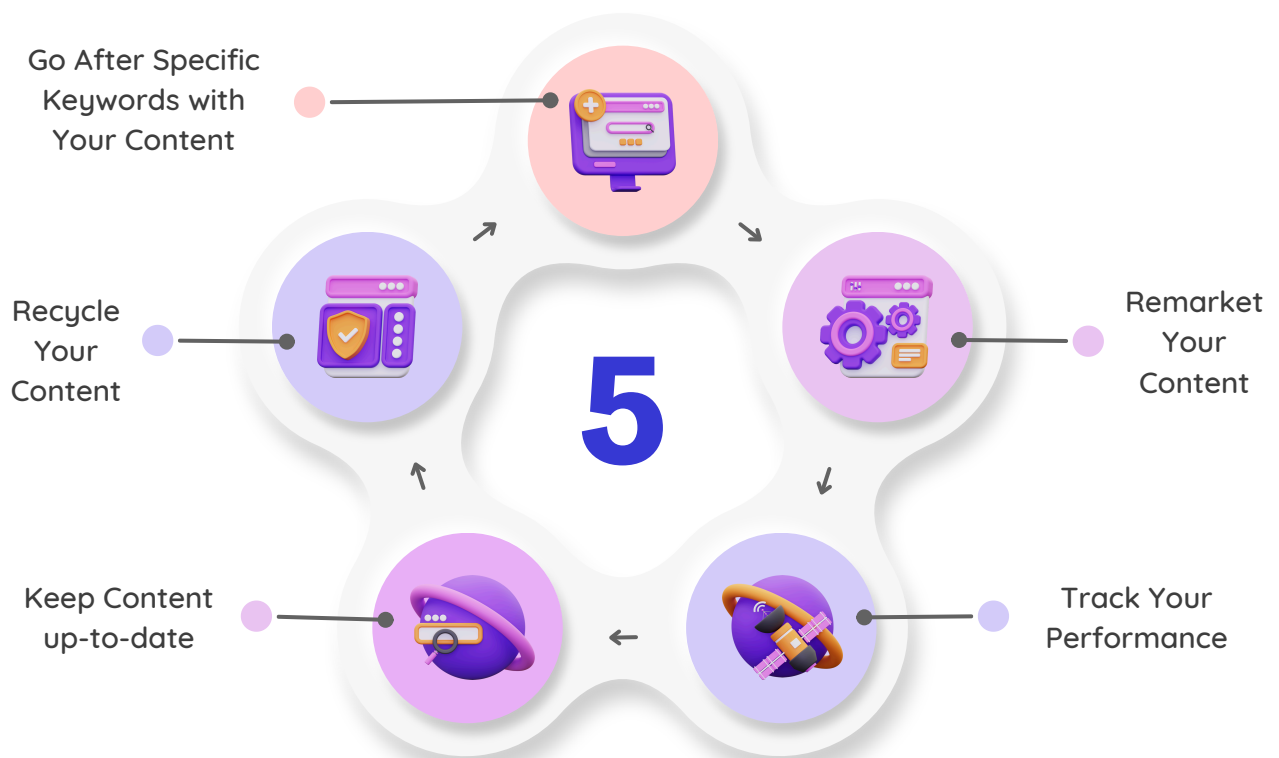 Go After Specific
Keywords with
Your Content
Recycle
Your
Content
Remarket
Your
Content
5
Keep Content
up-to-date
Track Your
Performance